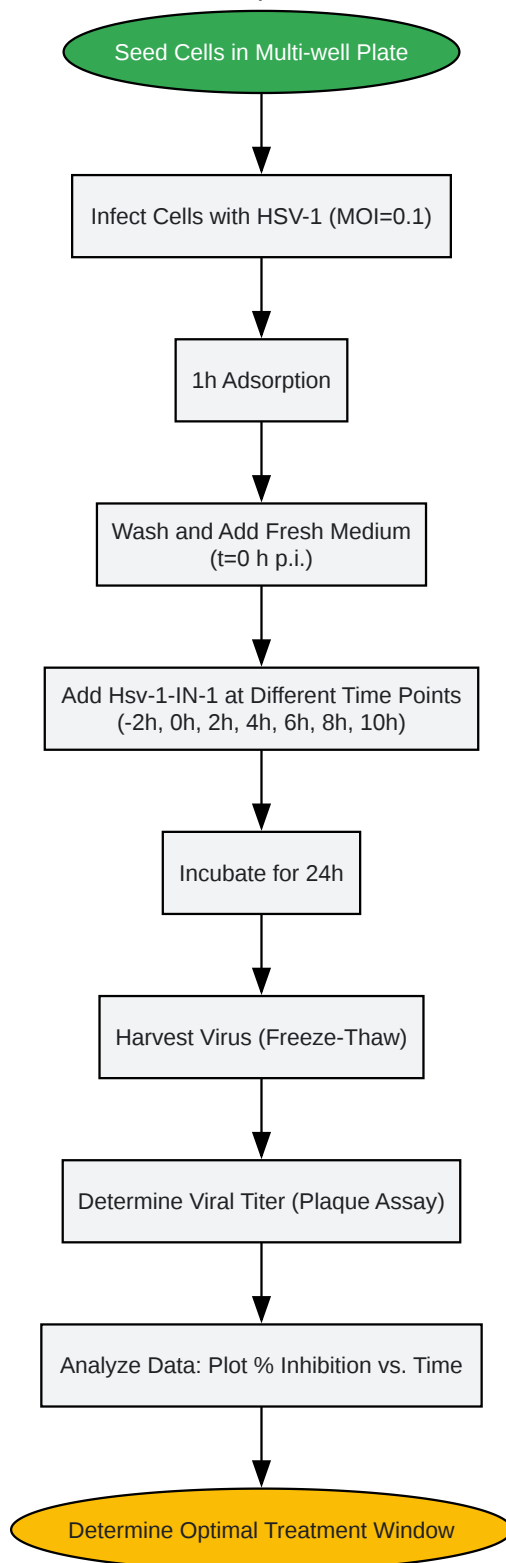 Seed Cells in Multi-well Plate
Infect Cells with HSV-1 (MOI=0.1)
1h Adsorption
Wash and Add Fresh Medium
(t=0 h p.i.)
Add Hsv-1-IN-1 at Different Time Points
(-2h, 0h, 2h, 4h, 6h, 8h, 10h)
Incubate for 24h
Harvest Virus (Freeze-Thaw)
Determine Viral Titer (Plaque Assay)
Analyze Data: Plot % Inhibition vs. Time
Determine Optimal Treatment Window